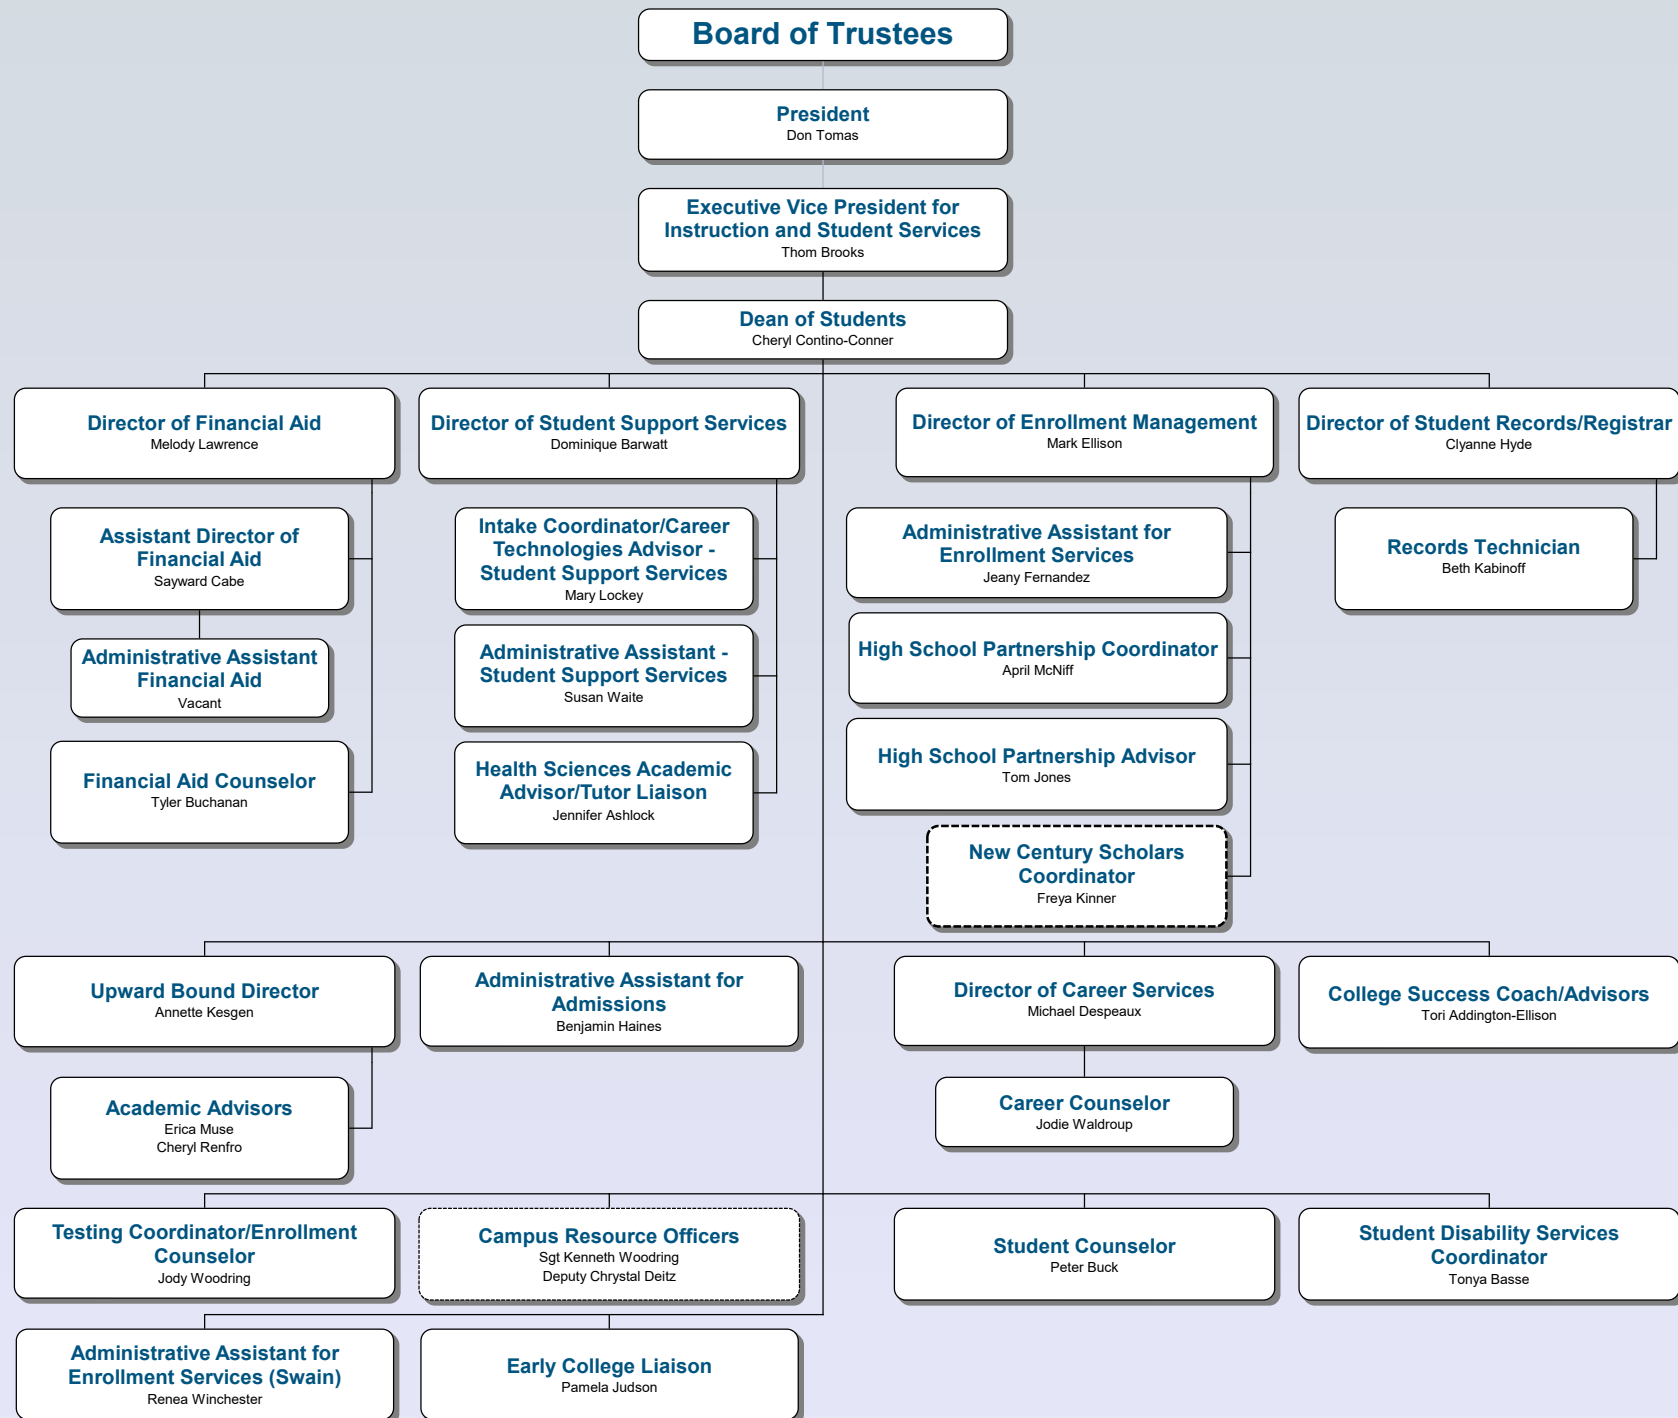 Board of Trustees
President
Don Tomas
Executive Vice President for
Instruction and Student Services
Thom Brooks
Dean of Students
Cheryl Contino-Conner
Director of Financial Aid
Melody Lawrence
Director of Student Support Services
Dominique Barwatt
Director of Enrollment Management
Mark Ellison
Director of Student Records/Registrar
Clyanne Hyde
Assistant Director of
Financial Aid
Sayward Cabe
Administrative Assistant
Financial Aid
Vacant
Financial Aid Counselor
Tyler Buchanan
Intake Coordinator/Career
Technologies Advisor -
Student Support Services
Mary Lockey
Administrative Assistant -
Student Support Services
Susan Waite
Health Sciences Academic
Advisor/Tutor Liaison
Jennifer Ashlock
Administrative Assistant for
Enrollment Services
Jeany Fernandez
High School Partnership Coordinator
April McNiff
High School Partnership Advisor
Tom Jones
New Century Scholars
Coordinator
Freya Kinner
Records Technician
Beth Kabinoff
Upward Bound Director
Annette Kesgen
Administrative Assistant for
Admissions
Benjamin Haines
Director of Career Services
Michael Despeaux
College Success Coach/Advisors
Tori Addington-Ellison
Academic Advisors
Erica Muse
Cheryl Renfro
Career Counselor
Jodie Waldroup
Testing Coordinator/Enrollment
Counselor
Jody Woodring
Campus Resource Officers
Sgt Kenneth Woodring
Deputy Chrystal Deitz
Student Counselor
Peter Buck
Student Disability Services
Coordinator
Tonya Basse
Administrative Assistant for
Enrollment Services (Swain)
Renea Winchester
Early College Liaison
Pamela Judson